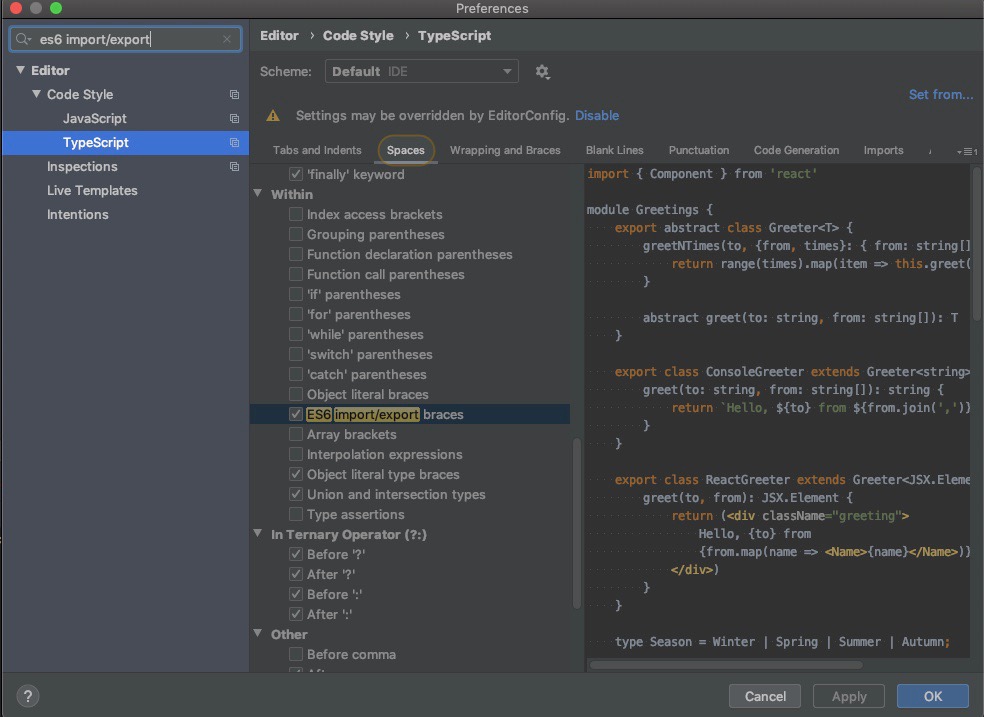 Preferences
es6 import/export
Editor
Code Style
JavaScript
TypeScript
Inspections
Live Templates
Intentions
Editor › Code Style › TypeScript
Scheme: Default IDE
Set from...
Settings may be overridden by EditorConfig. Disable
Tabs and Indents Spaces Wrapping and Braces Blank Lines Punctuation Code Generation Imports
'finally' keyword
Within
Index access brackets
Grouping parentheses
Function declaration parentheses
Function call parentheses
'if' parentheses
'for' parentheses
'while' parentheses
'switch' parentheses
'catch' parentheses
Object literal braces
ES6 import/export braces
Array brackets
Interpolation expressions
Object literal type braces
Union and intersection types
Type assertions
In Ternary Operator (?:)
Before '?'
After '?'
Before ':'
After ':'
Other
Before comma
import { Component } from 'react'
module Greetings {
export abstract class Greeter<T> {
greetNTimes(to, {from, times}: { from: string[]
return range(times).map(item => this.greet(
}
abstract greet(to: string, from: string[]): T
}
export class ConsoleGreeter extends Greeter<string>
greet(to: string, from: string[]): string {
return `Hello, ${to} from ${from.join(',')}
}
}
export class ReactGreeter extends Greeter<JSX.Eleme
greet(to, from): JSX.Element {
return (<div className="greeting">
Hello, {to} from
{from.map(name => <Name>{name}</Name>)}
</div>)
}
}
type Season = Winter | Spring | Summer | Autumn;
?
Cancel
Apply
OK